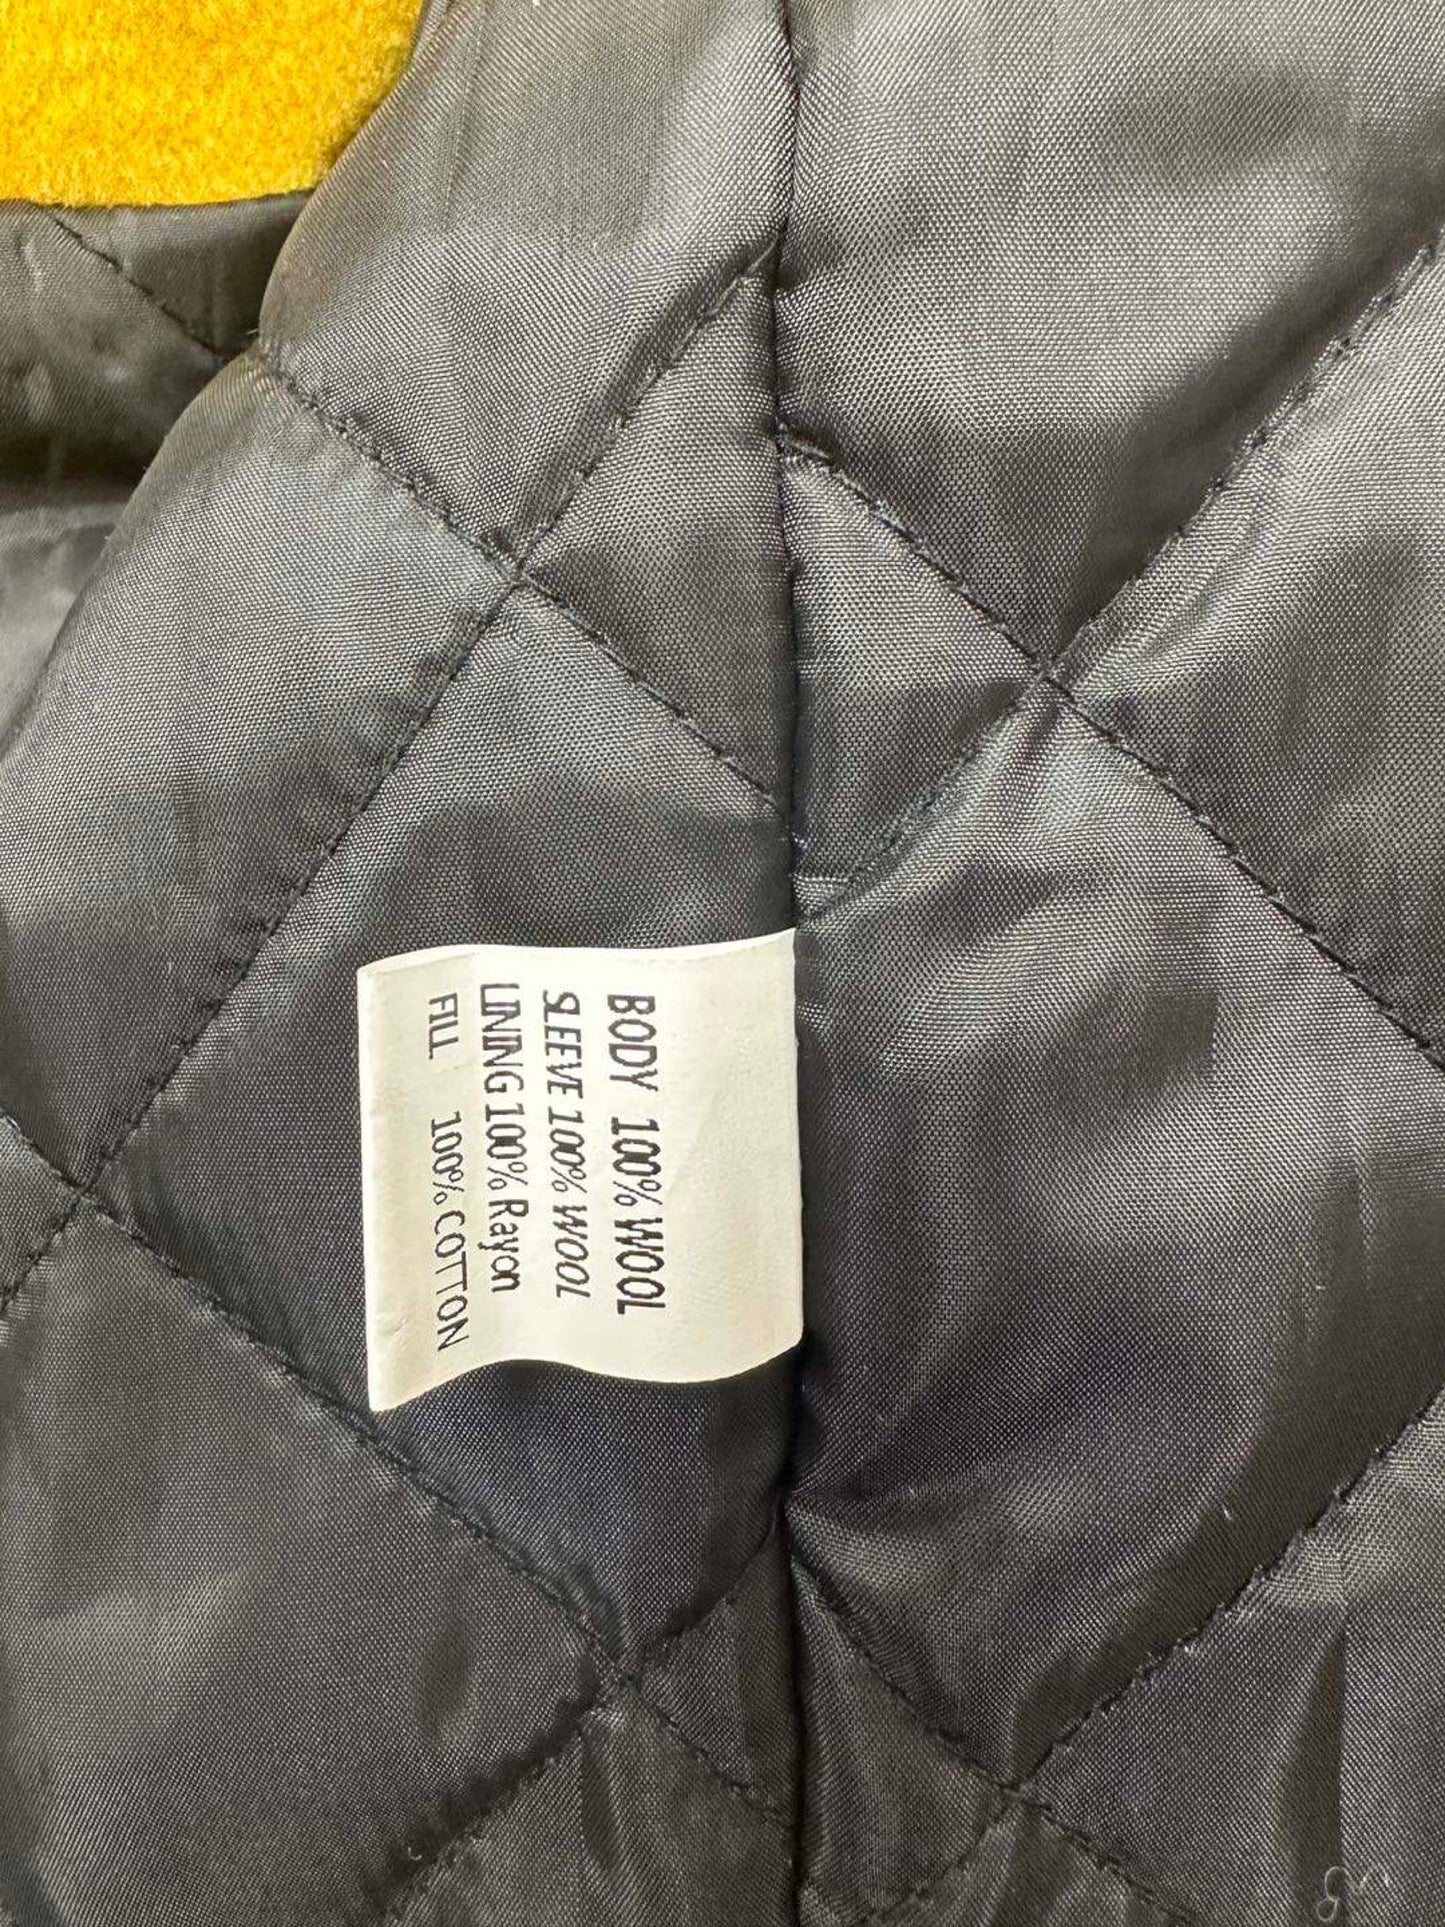 BODY 100% WOOL
SLEEVE 100% WOOL
LINING 100% Rayon
FILL 100% COTTON